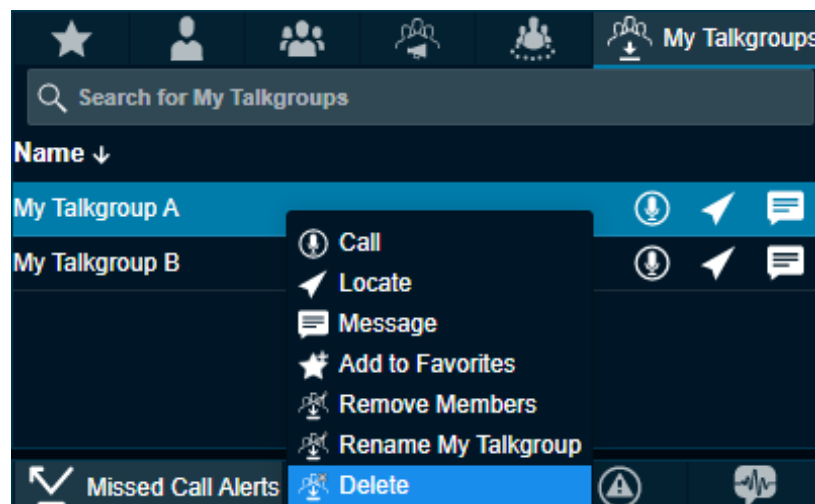 My Talkgroups
Search for My Talkgroups
Name
My Talkgroup A
My Talkgroup B
Call
Locate
Message
Add to Favorites
Remove Members
Rename My Talkgroup
Delete
Missed Call Alerts